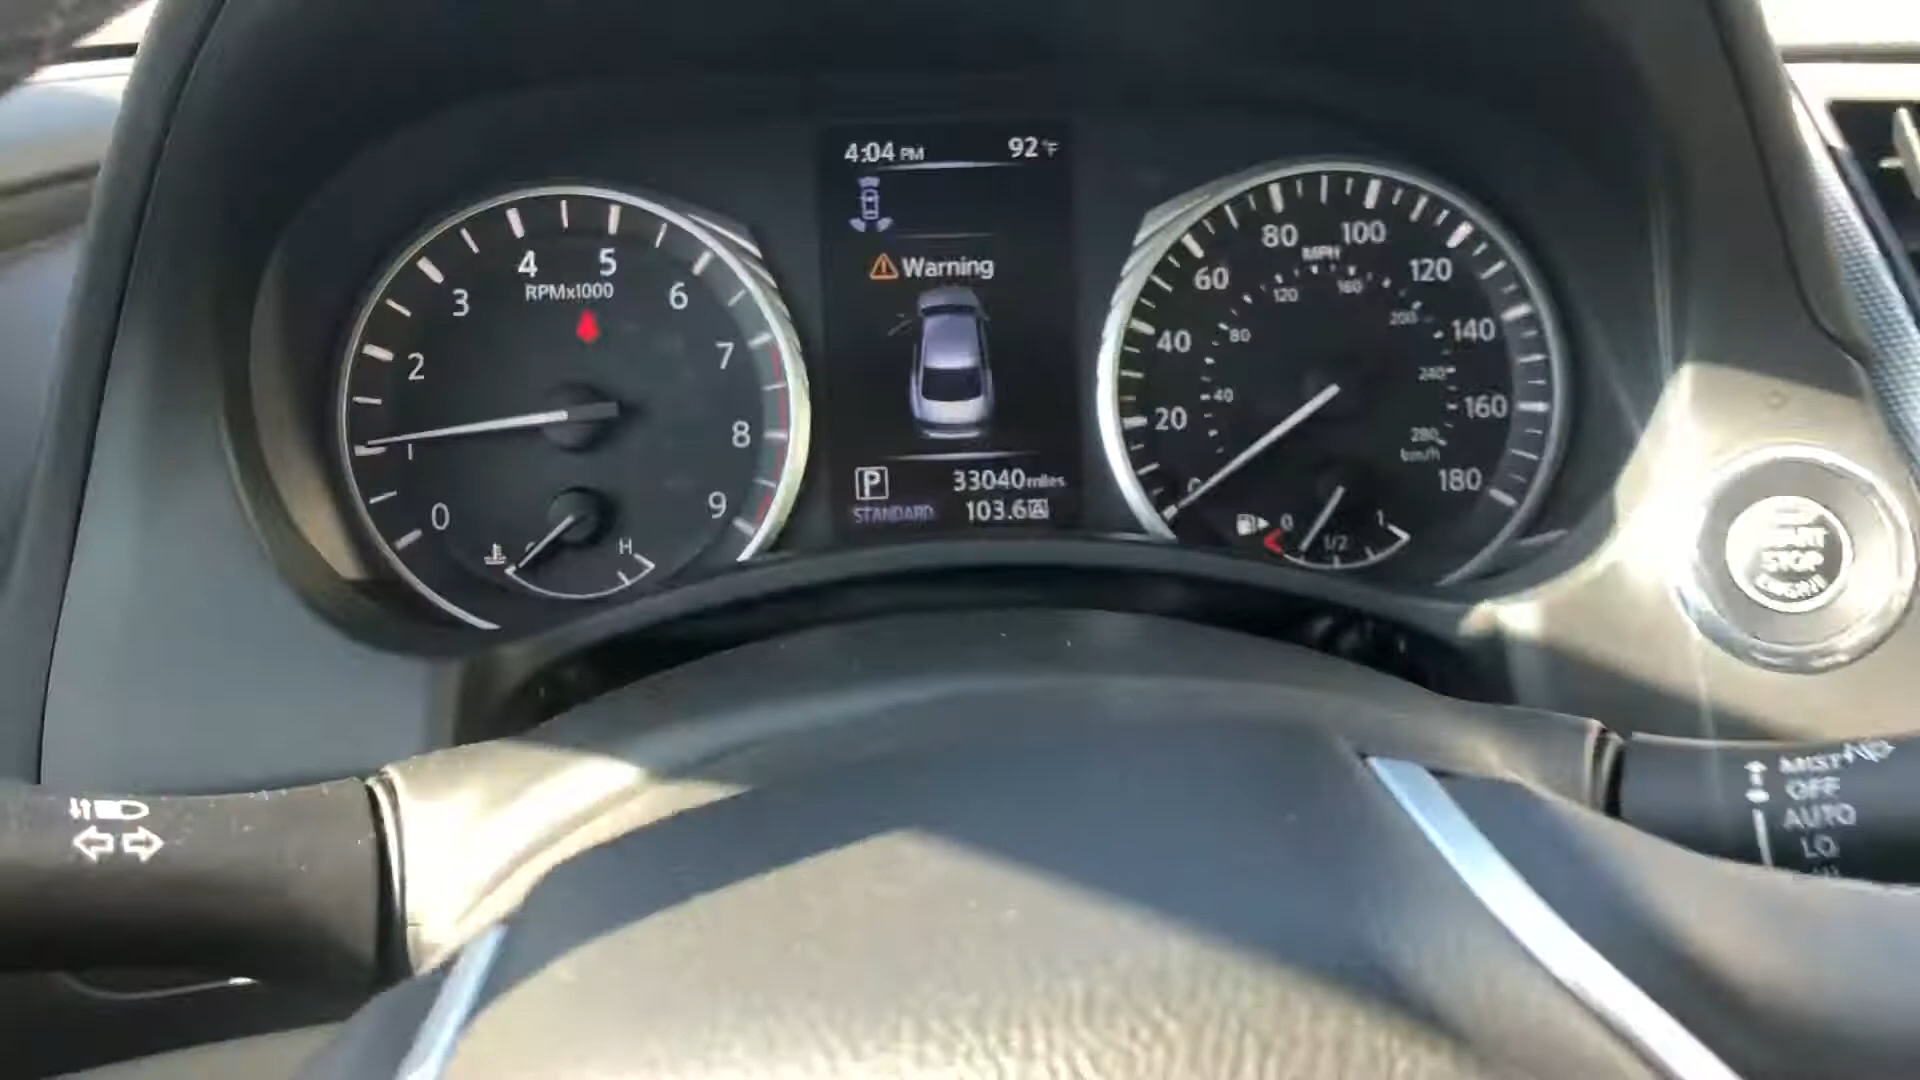 4:04 PM 92°F
Warning
P 33040 miles
STANDARD 103.6 A
4 5
RPMx1000
3 6
2 7
1 8
0 9
H
80 100
MPH
60 120
120 160
40 80 200 140
240
20 40 160
280
km/h
0 180
0 1/2 1
START
STOP
ENGINE
MIST
OFF
AUTO
LO